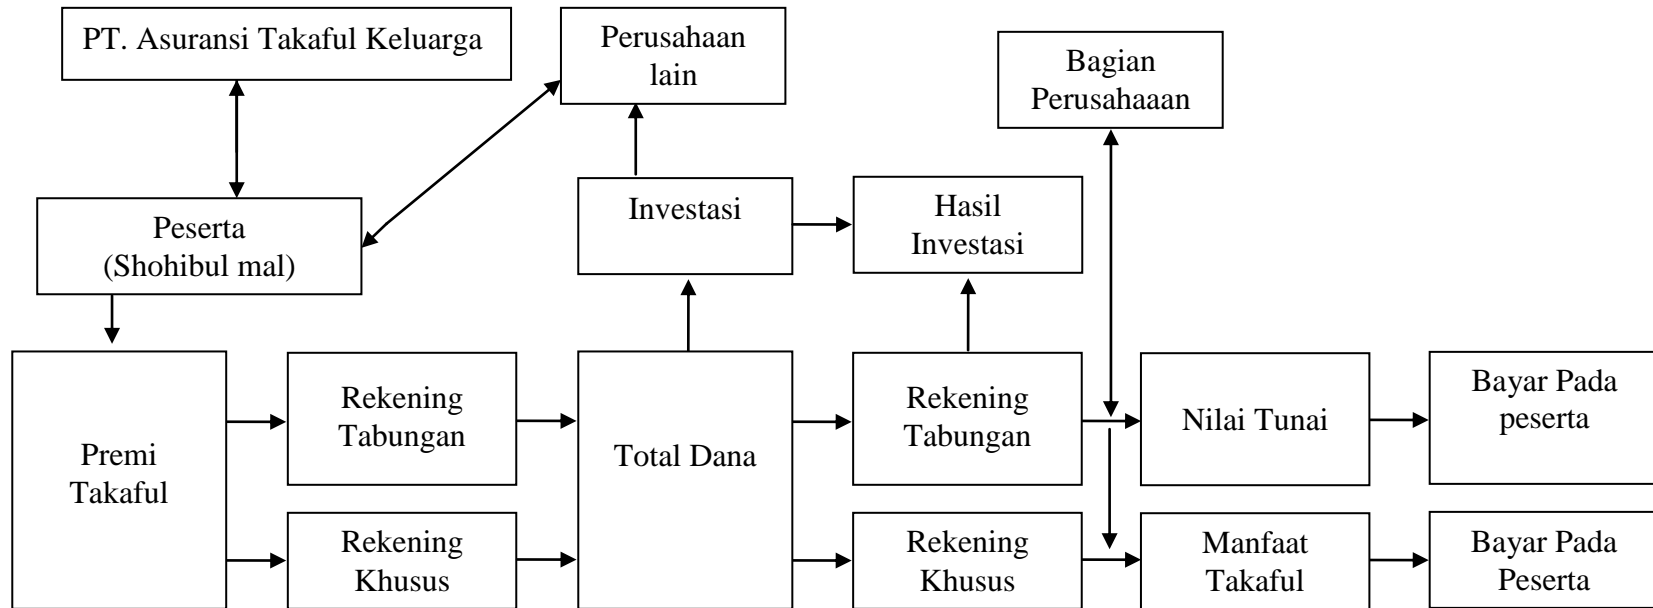 PT. Asuransi Takaful Keluarga
Perusahaan
lain
Bagian
Perusahaaan
Peserta
(Shohibul mal)
Investasi
Hasil
Investasi
Premi
Takaful
Rekening
Tabungan
Total Dana
Rekening
Tabungan
Nilai Tunai
Bayar Pada
peserta
Rekening
Khusus
Rekening
Khusus
Manfaat
Takaful
Bayar Pada
Peserta